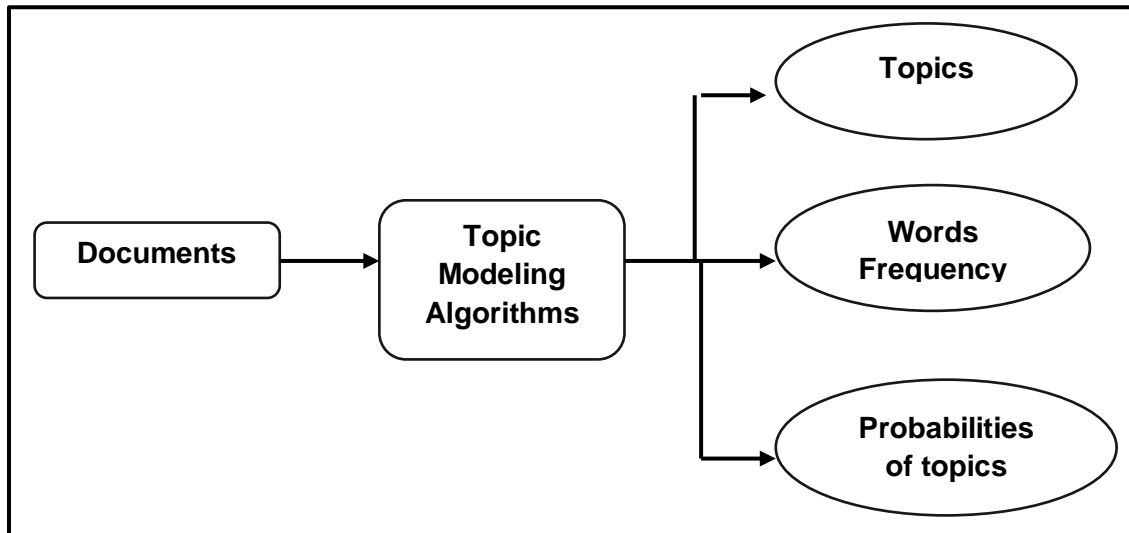 Topics
Documents
Topic
Modeling
Algorithms
Words
Frequency
Probabilities
of topics